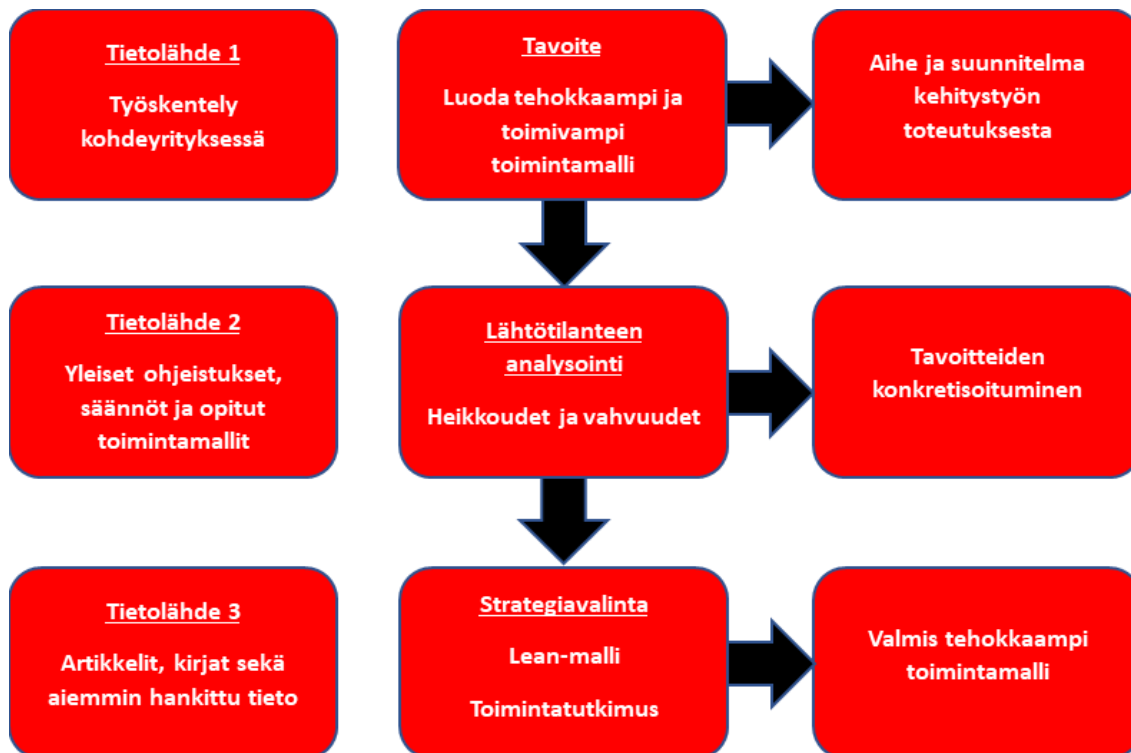 Tietolähde 1
Työskentely
kohdeyrityksessä
Tavoite
Luoda tehokkaampi ja
toimivampi
toimintamalli
Aihe ja suunnitelma
kehitystyön
toteutuksesta
Tietolähde 2
Yleiset ohjeistukset,
säännöt ja opitut
toimintamallit
Lähtötilanteen
analysointi
Heikkoudet ja vahvuudet
Tavoitteiden
konkretisoituminen
Tietolähde 3
Artikkelit, kirjat sekä
aiemmin hankittu tieto
Strategiavalinta
Lean-malli
Toimintatutkimus
Valmis tehokkaampi
toimintamalli